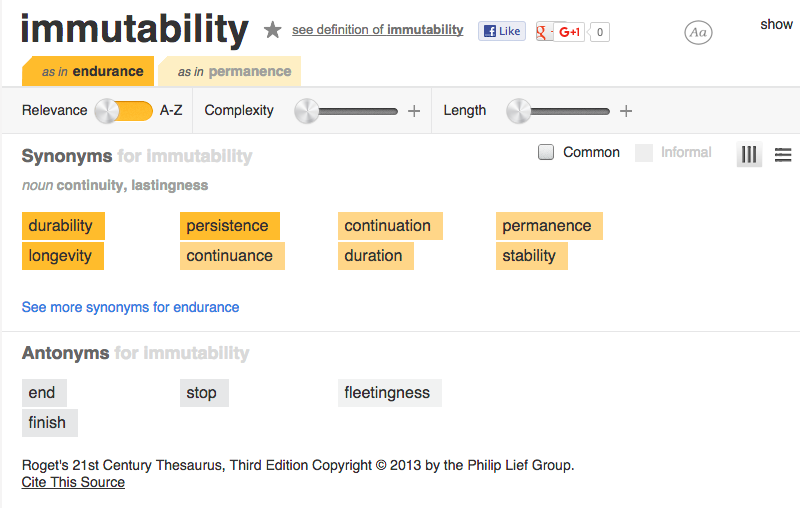 immutability ★ see definition of immutability Like g+1 0 Aa show
as in endurance as in permanence
Relevance A-Z Complexity + Length +
Synonyms for immutability Common Informal
noun continuity, lastingness
durability persistence continuation permanence
longevity continuance duration stability
See more synonyms for endurance
Antonyms for immutability
end stop fleetingness
finish
Roget's 21st Century Thesaurus, Third Edition Copyright © 2013 by the Philip Lief Group.
Cite This Source